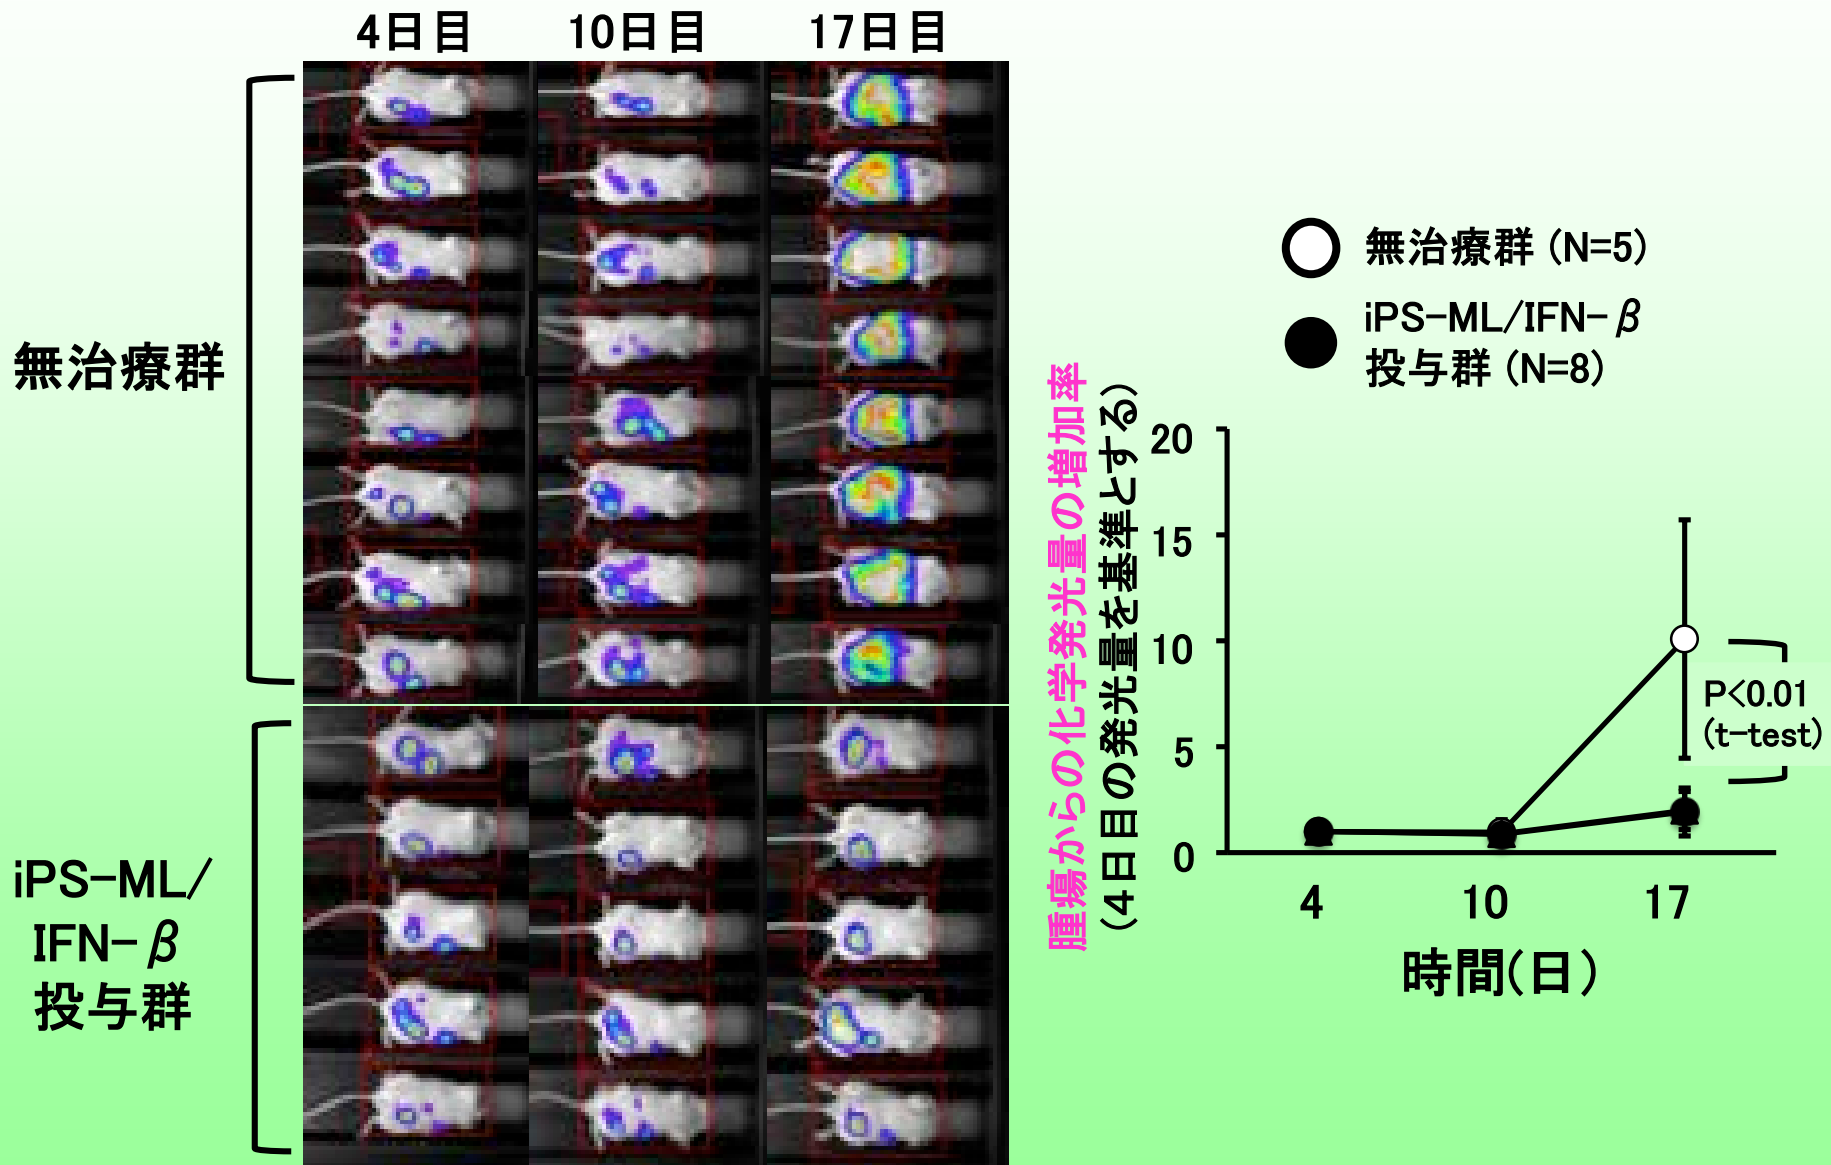 4日目
10日目
17日目
無治療群
iPS-ML/
IFN-β
投与群
無治療群 (N=5)
iPS-ML/IFN-β
投与群 (N=8)
腫瘍からの化学発光量の増加率
(4日目の発光量を基準とする)
20
15
10
5
0
P<0.01
(t-test)
4
10
17
時間(日)